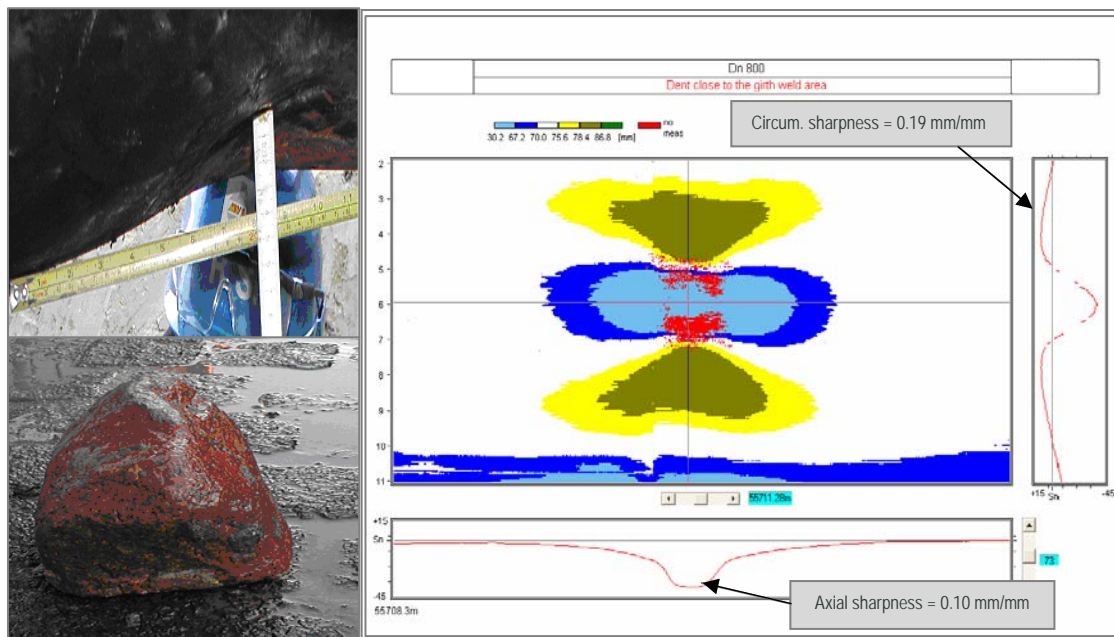 Dn 800
Dent close to the girth weld area
Circum. sharpness = 0.19 mm/mm
no
meas
30.2 67.2 70.0 75.6 78.4 86.8 [mm]
2
3
4
5
6
7
8
9
10
11
+15 Sn -45
55711.28m
+15
Sn
-45
73
55708.3m
Axial sharpness = 0.10 mm/mm